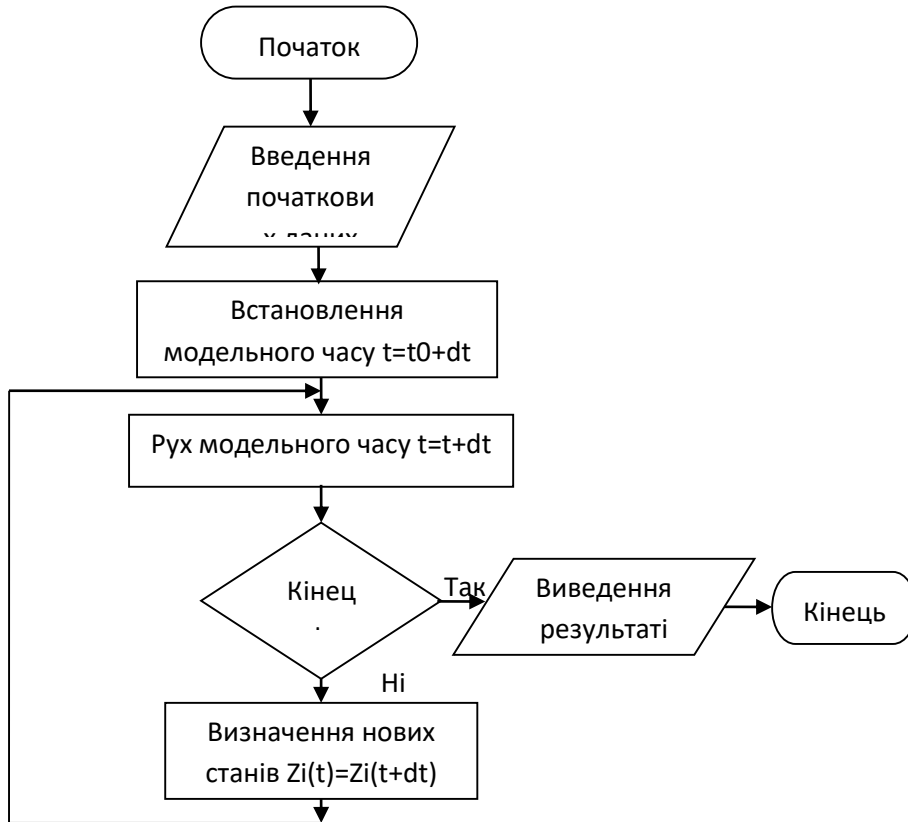 Початок
Введення
початкови
х даних
Встановлення
модельного часу t=t0+dt
Рух модельного часу t=t+dt
Кінец
Так
Виведення
результаті
Кінець
Ні
Визначення нових
станів Zi(t)=Zi(t+dt)